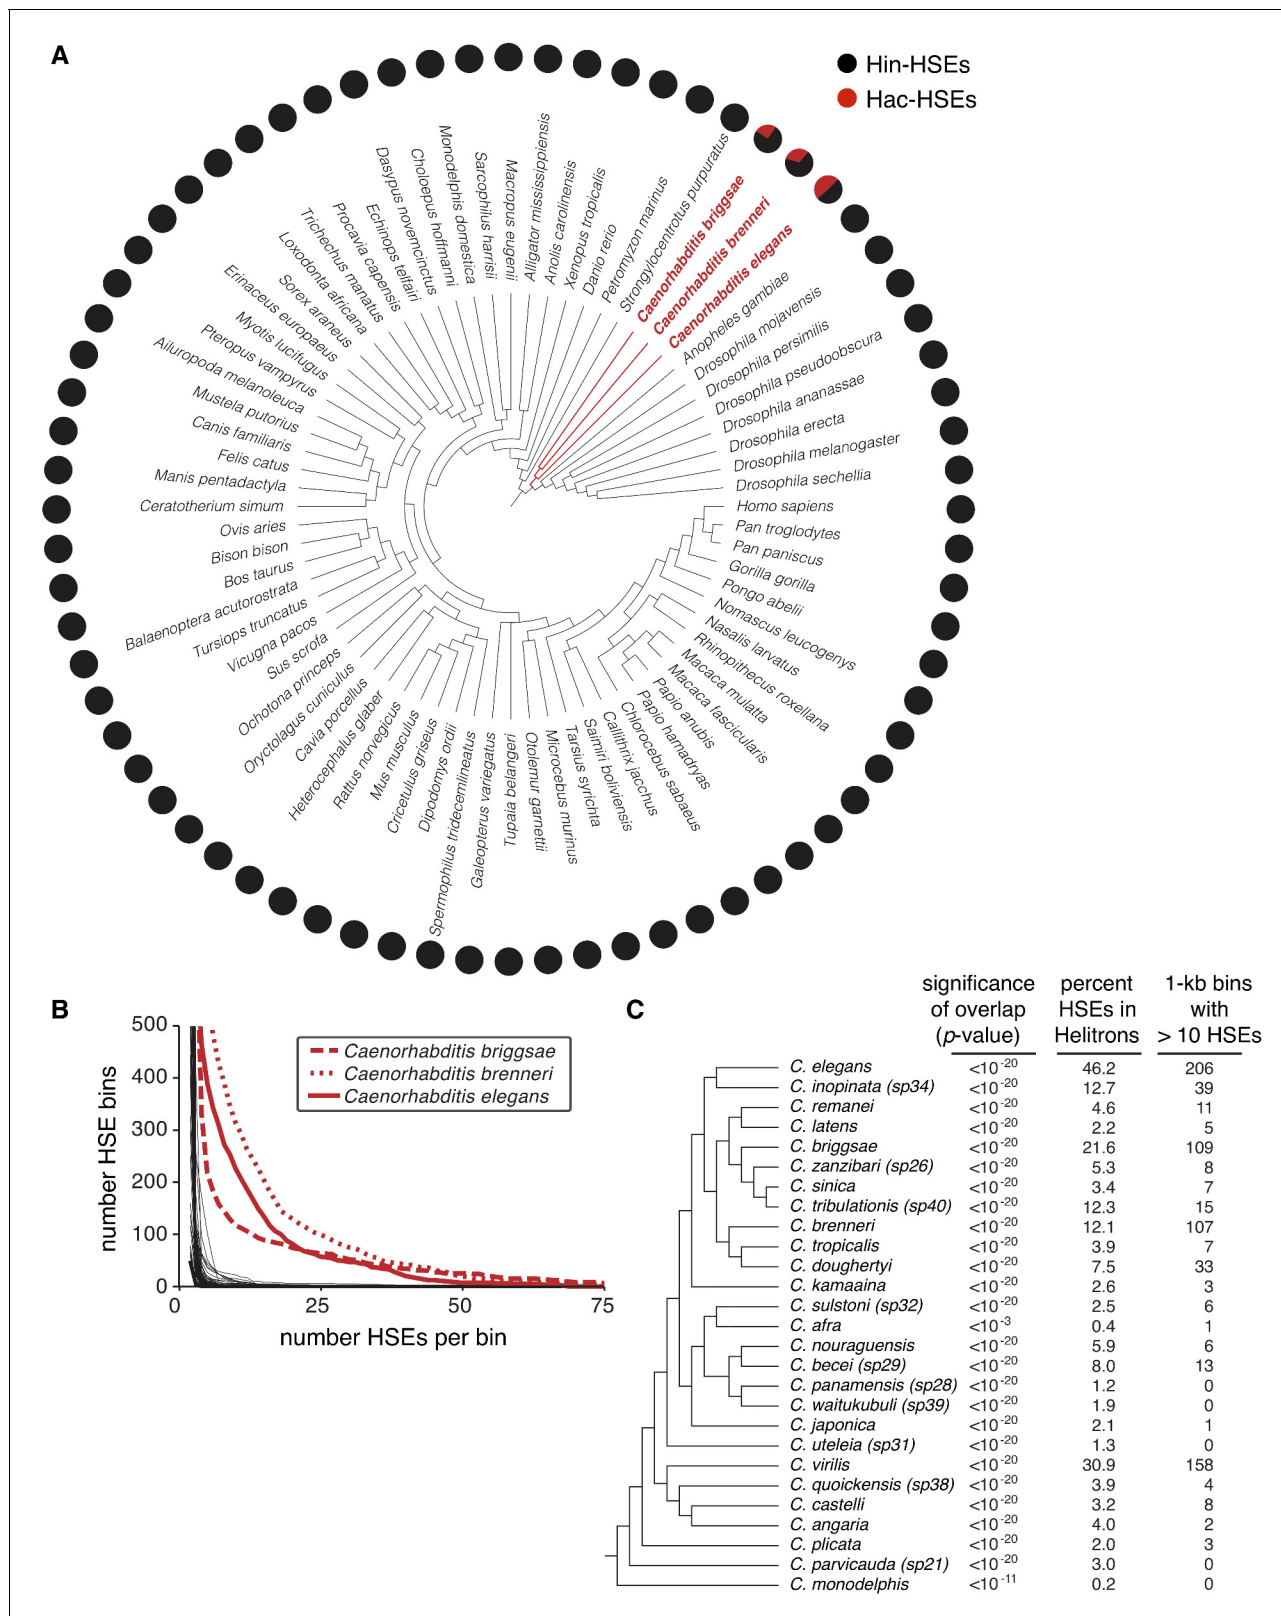 A
Hin-HSEs
Hac-HSEs
Strongylocentrotus purpuratus
Caenorhabditis briggsae
Caenorhabditis brenneri
Caenorhabditis elegans
Anopheles gambiae
Drosophila mojavensis
Drosophila persimilis
Drosophila pseudoobscura
Drosophila ananassae
Drosophila erecta
Drosophila melanogaster
Drosophila sechellia
Homo sapiens
Pan troglodytes
Pan paniscus
Gorilla gorilla
Pongo abelii
Nomascus leucogenys
Nasalis larvatus
Rhinopithecus roxellana
Macaca mulatta
Macaca fascicularis
Papio anubis
Papio hamadryas
Chlorocebus sabaeus
Callithrix jacchus
Saimiri boliviensis
Tarsius syrichta
Microcebus murinus
Otolemur garnettii
Tupaia belangeri
Galeopterus variegatus
Spermophilus tridecemlineatus
Dipodomys ordii
Cricetulus griseus
Mus musculus
Rattus norvegicus
Heterocephalus glaber
Cavia porcellus
Oryctolagus cuniculus
Ochotona princeps
Sus scrofa
Vicugna pacos
Tursiops truncatus
Balaenoptera acutorostrata
Bos taurus
Bison bison
Ovis aries
Ceratotherium simum
Manis pentadactyla
Felis catus
Canis familiaris
Mustela putorius
Ailuropoda melanoleuca
Pteropus vampyrus
Myotis lucifugus
Erinaceus europaeus
Sorex araneus
Loxodonta africana
Trichechus manatus
Procavia capensis
Echinops telfairi
Dasypus novemcinctus
Choloepus hoffmanni
Monodelphis domestica
Sarcophilus harrisii
Macropus eugenii
Alligator mississippiensis
Anolis carolinensis
Xenopus tropicalis
Danio rerio
Petromyzon marinus
B
number HSE bins
500
400
300
200
100
0
0 25 50 75
number HSEs per bin
Caenorhabditis briggsae
Caenorhabditis brenneri
Caenorhabditis elegans
C
significance of overlap (p-value)
percent HSEs in Helitrons
1-kb bins with > 10 HSEs
C. elegans <10-20 46.2 206
C. inopinata (sp34) <10-20 12.7 39
C. remanei <10-20 4.6 11
C. latens <10-20 2.2 5
C. briggsae <10-20 21.6 109
C. zanzibari (sp26) <10-20 5.3 8
C. sinica <10-20 3.4 7
C. tribulationis (sp40) <10-20 12.3 15
C. brenneri <10-20 12.1 107
C. tropicalis <10-20 3.9 7
C. doughertyi <10-20 7.5 33
C. kamaaina <10-20 2.6 3
C. sulstoni (sp32) <10-20 2.5 6
C. afra <10-3 0.4 1
C. nouraguensis <10-20 5.9 6
C. becei (sp29) <10-20 8.0 13
C. panamensis (sp28) <10-20 1.2 0
C. waitukubuli (sp39) <10-20 1.9 0
C. japonica <10-20 2.1 1
C. uteleia (sp31) <10-20 1.3 0
C. virilis <10-20 30.9 158
C. quoickensis (sp38) <10-20 3.9 4
C. castelli <10-20 3.2 8
C. angaria <10-20 4.0 2
C. plicata <10-20 2.0 3
C. parvicauda (sp21) <10-20 3.0 0
C. monodelphis <10-11 0.2 0